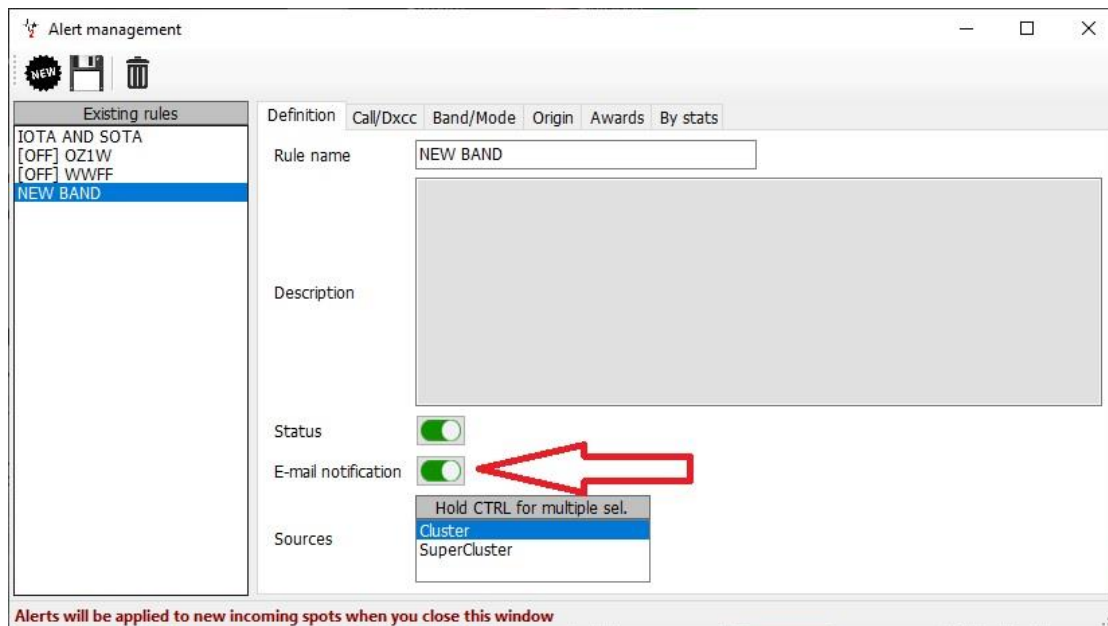 Alert management
NEW
Existing rules
IOTA AND SOTA
[OFF] OZ1W
[OFF] WWFF
NEW BAND
Definition Call/Dxcc Band/Mode Origin Awards By stats
Rule name NEW BAND
Description
Status
E-mail notification
Hold CTRL for multiple sel.
Sources
Cluster
SuperCluster
Alerts will be applied to new incoming spots when you close this window